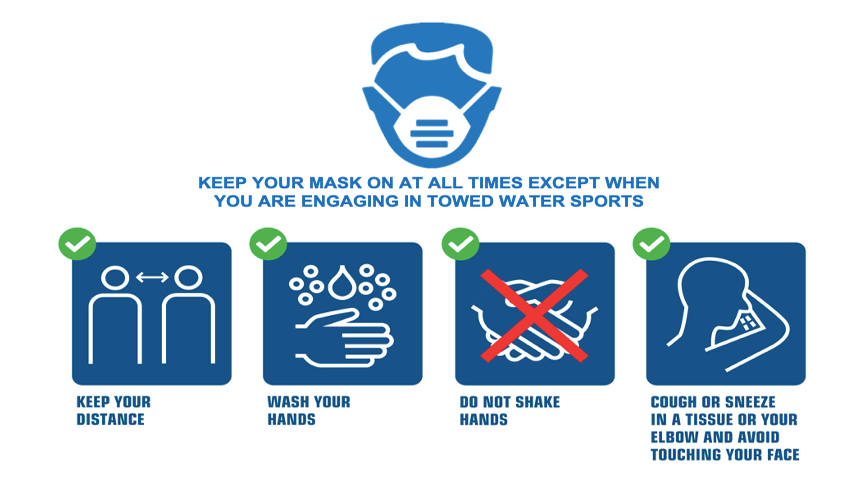 KEEP YOUR MASK ON AT ALL TIMES EXCEPT WHEN
YOU ARE ENGAGING IN TOWED WATER SPORTS
KEEP YOUR
DISTANCE
WASH YOUR
HANDS
DO NOT SHAKE
HANDS
COUGH OR SNEEZE
IN A TISSUE OR YOUR
ELBOW AND AVOID
TOUCHING YOUR FACE